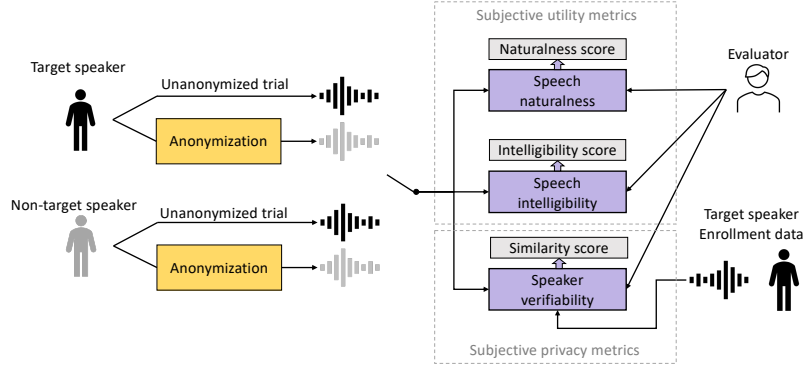 Subjective utility metrics
Naturalness score
Speech
naturalness
Evaluator
Target speaker
Unanonymized trial
Anonymization
Intelligibility score
Speech
intelligibility
Non-target speaker
Unanonymized trial
Anonymization
Target speaker
Enrollment data
Similarity score
Speaker
verifiability
Subjective privacy metrics